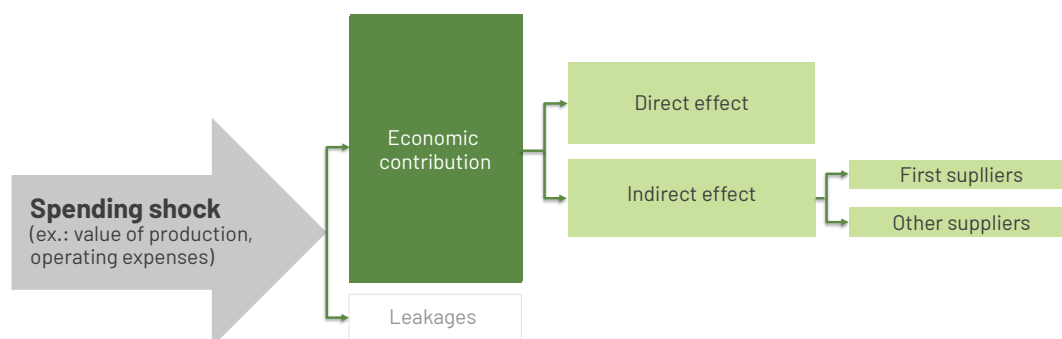 Spending shock
(ex.: value of production,
operating expenses)
Economic
contribution
Leakages
Direct effect
Indirect effect
First suplliers
Other suppliers